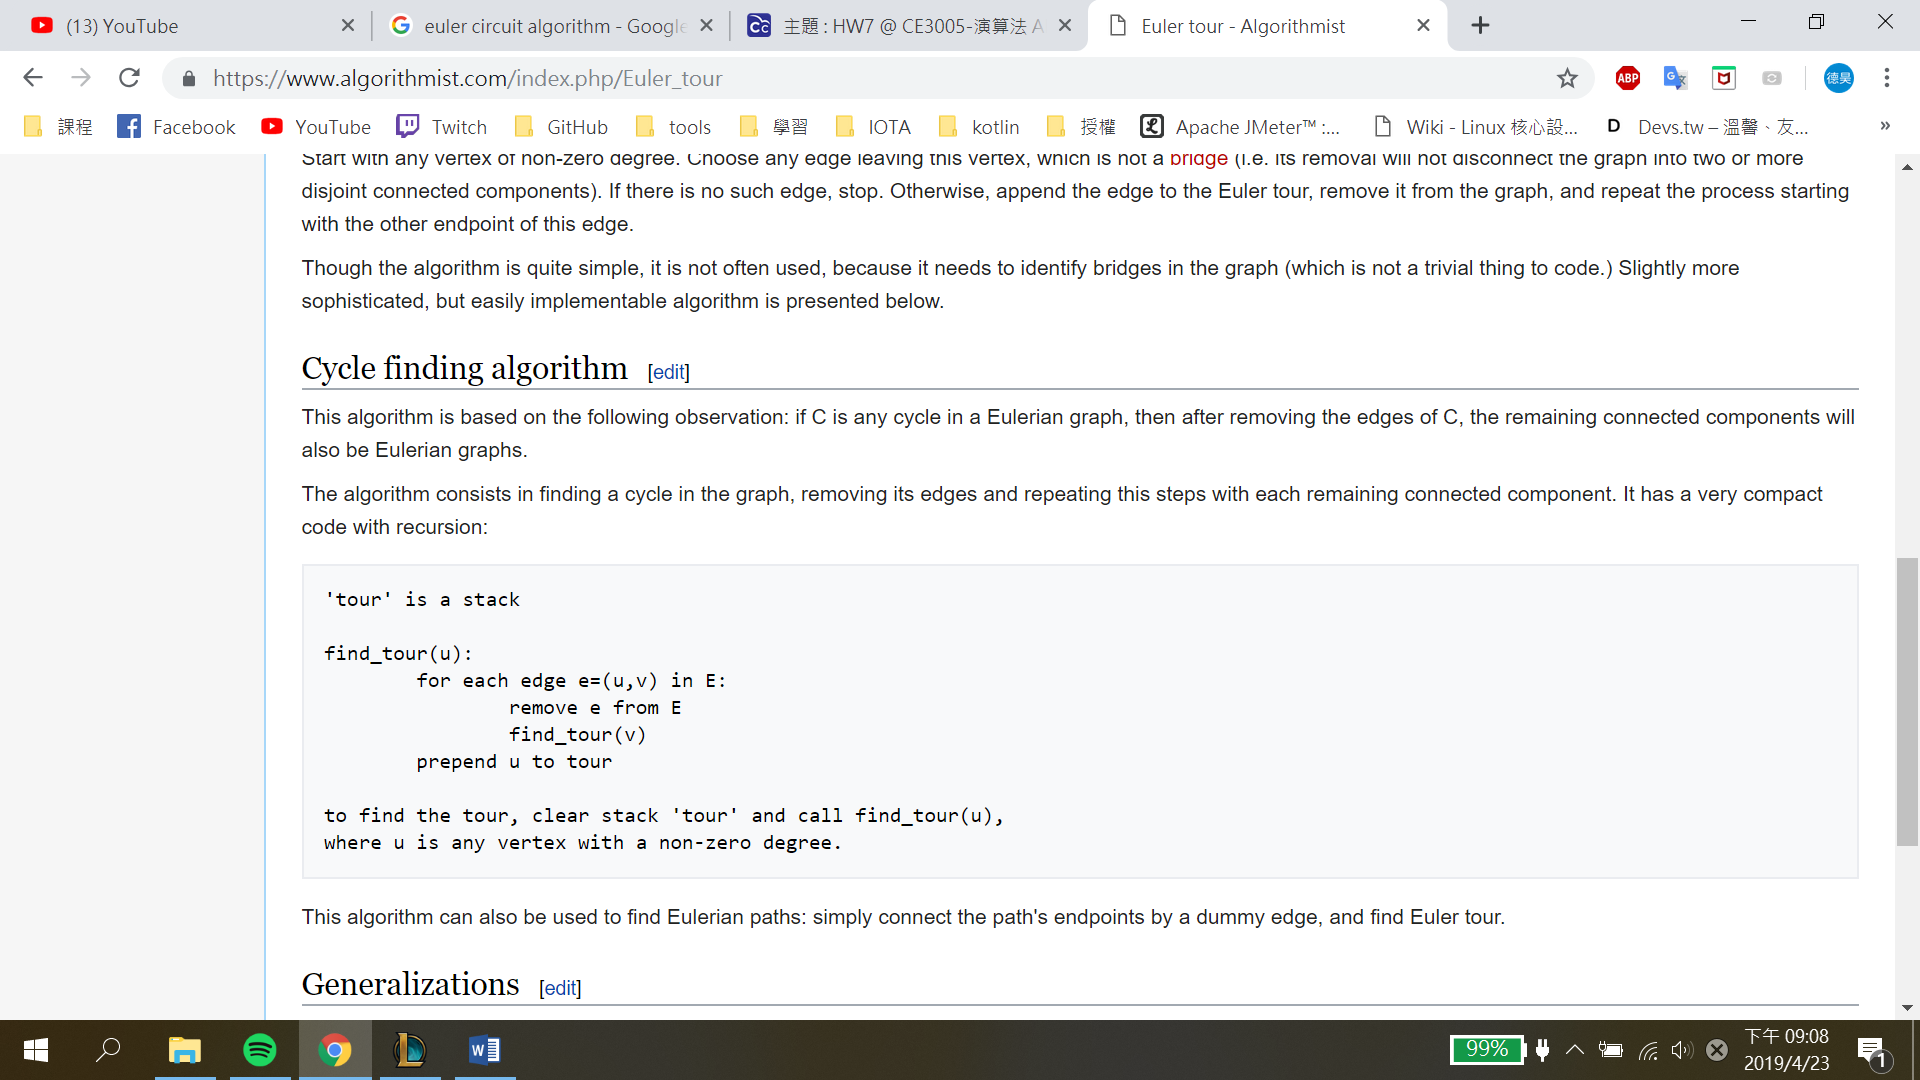 (13) YouTube
euler circuit algorithm - Google
主題 : HW7 @ CE3005-演算法 A
Euler tour - Algorithmist
https://www.algorithmist.com/index.php/Euler_tour
ABP
德昊
課程
Facebook
YouTube
Twitch
GitHub
tools
學習
IOTA
kotlin
授權
Apache JMeter™ :...
Wiki - Linux 核心設...
D Devs.tw – 溫馨、友...
»
Start with any vertex of non-zero degree. Choose any edge leaving this vertex, which is not a bridge (i.e. its removal will not disconnect the graph into two or more
disjoint connected components). If there is no such edge, stop. Otherwise, append the edge to the Euler tour, remove it from the graph, and repeat the process starting
with the other endpoint of this edge.
Though the algorithm is quite simple, it is not often used, because it needs to identify bridges in the graph (which is not a trivial thing to code.) Slightly more
sophisticated, but easily implementable algorithm is presented below.
Cycle finding algorithm [edit]
This algorithm is based on the following observation: if C is any cycle in a Eulerian graph, then after removing the edges of C, the remaining connected components will
also be Eulerian graphs.
The algorithm consists in finding a cycle in the graph, removing its edges and repeating this steps with each remaining connected component. It has a very compact
code with recursion:
'tour' is a stack
find_tour(u):
for each edge e=(u,v) in E:
remove e from E
find_tour(v)
prepend u to tour
to find the tour, clear stack 'tour' and call find_tour(u),
where u is any vertex with a non-zero degree.
This algorithm can also be used to find Eulerian paths: simply connect the path's endpoints by a dummy edge, and find Euler tour.
Generalizations [edit]
99%
下午 09:08
2019/4/23
1